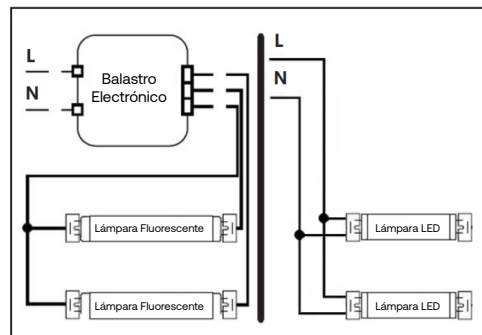 L
N
Balastro
Electrónico
Lámpara Fluorescente
Lámpara Fluorescente
L
N
Lámpara LED
Lámpara LED